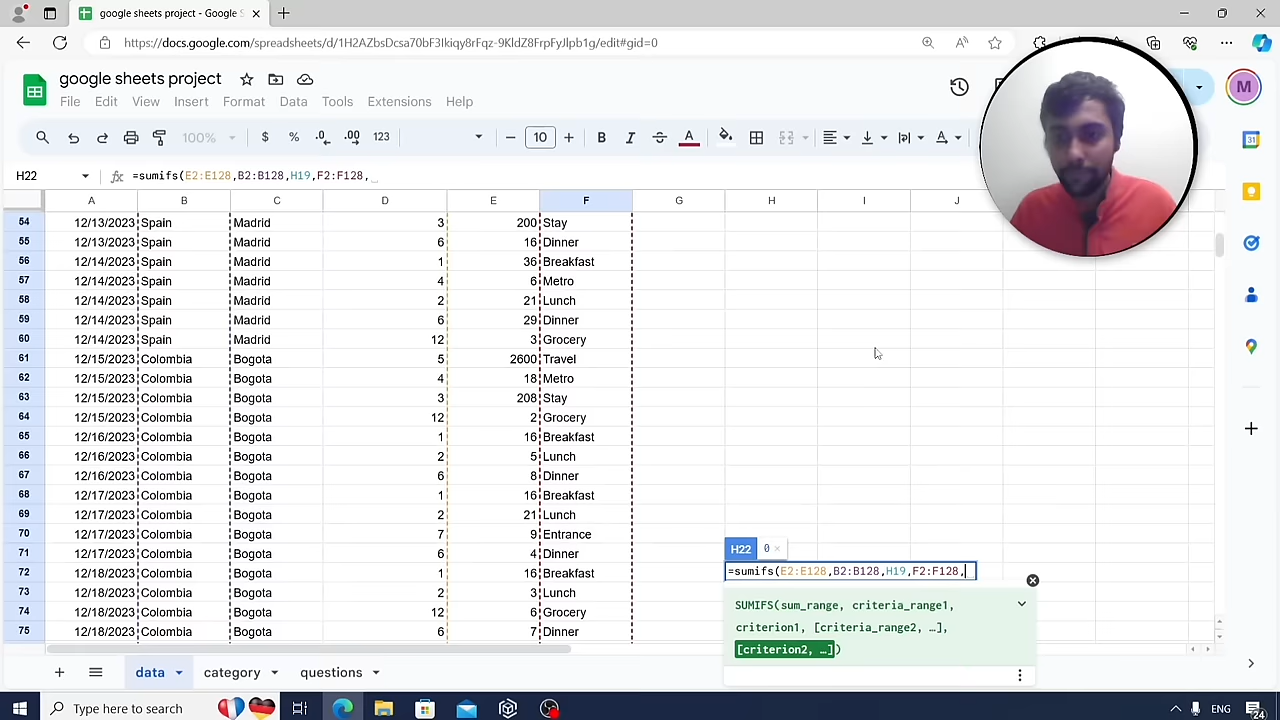 google sheets project - Google S
https://docs.google.com/spreadsheets/d/1H2AZhsDma70bF3Ikiqy8rFqz-9KldZ8FrpFyJlpb1g/edit#gid=0
google sheets project
M
File Edit View Insert Format Data Tools Extensions Help
100% $ % .0 .00 123 10 B I S A
H22 fx =sumifs(E2:E128,B2:B128,H19,F2:F128,
A B C D E F G H I J
54 12/13/2023 Spain Madrid 3 200 Stay
55 12/13/2023 Spain Madrid 6 16 Dinner
56 12/14/2023 Spain Madrid 1 36 Breakfast
57 12/14/2023 Spain Madrid 4 6 Metro
58 12/14/2023 Spain Madrid 2 21 Lunch
59 12/14/2023 Spain Madrid 6 29 Dinner
60 12/14/2023 Spain Madrid 12 3 Grocery
61 12/15/2023 Colombia Bogota 5 2600 Travel
62 12/15/2023 Colombia Bogota 4 18 Metro
63 12/15/2023 Colombia Bogota 3 208 Stay
64 12/15/2023 Colombia Bogota 12 2 Grocery
65 12/16/2023 Colombia Bogota 1 16 Breakfast
66 12/16/2023 Colombia Bogota 2 5 Lunch
67 12/16/2023 Colombia Bogota 6 8 Dinner
68 12/17/2023 Colombia Bogota 1 16 Breakfast
69 12/17/2023 Colombia Bogota 2 21 Lunch
70 12/17/2023 Colombia Bogota 7 9 Entrance
71 12/17/2023 Colombia Bogota 6 4 Dinner
72 12/18/2023 Colombia Bogota 1 16 Breakfast
73 12/18/2023 Colombia Bogota 2 3 Lunch
74 12/18/2023 Colombia Bogota 12 6 Grocery
75 12/18/2023 Colombia Bogota 6 7 Dinner
H22 0 ×
=sumifs(E2:E128,B2:B128,H19,F2:F128,
SUMIFS(sum_range, criteria_range1,
criterion1, [criteria_range2, …],
[criterion2, …])
data category questions
Type here to search
ENG
24